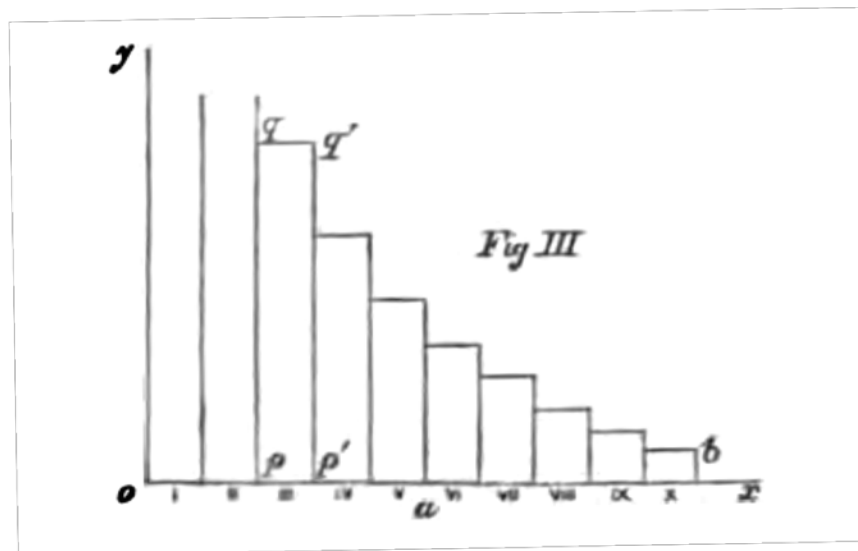 y
q q'
Fig III
p p' b
o I II III IV V VI VII VIII IX X x
a